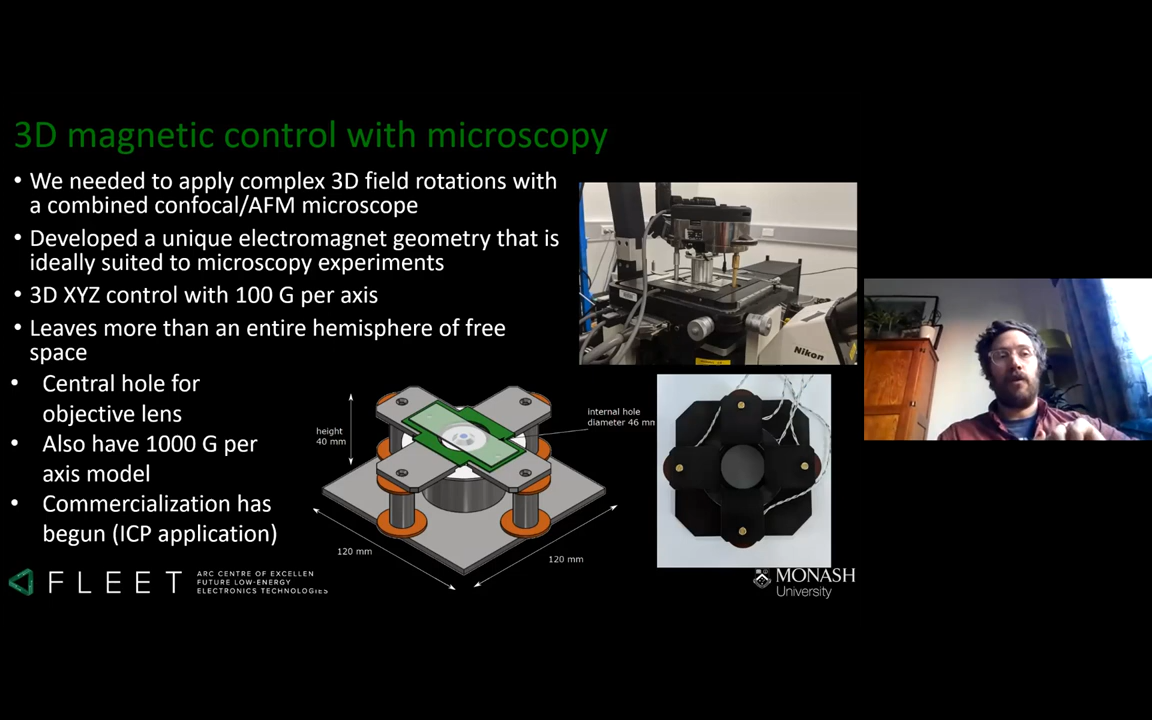 3D magnetic control with microscopy
• We needed to apply complex 3D field rotations with
a combined confocal/AFM microscope
• Developed a unique electromagnet geometry that is
ideally suited to microscopy experiments
• 3D XYZ control with 100 G per axis
• Leaves more than an entire hemisphere of free
space
• Central hole for
objective lens
• Also have 1000 G per
axis model
• Commercialization has
begun (ICP application)
height
40 mm
internal hole
diameter 46 mn
120 mm
120 mm
Nikon
FLEET
ARC CENTRE OF EXCELLEN
FUTURE LOW-ENERGY
ELECTRONICS TECHNOLOGIES
MONASH
University